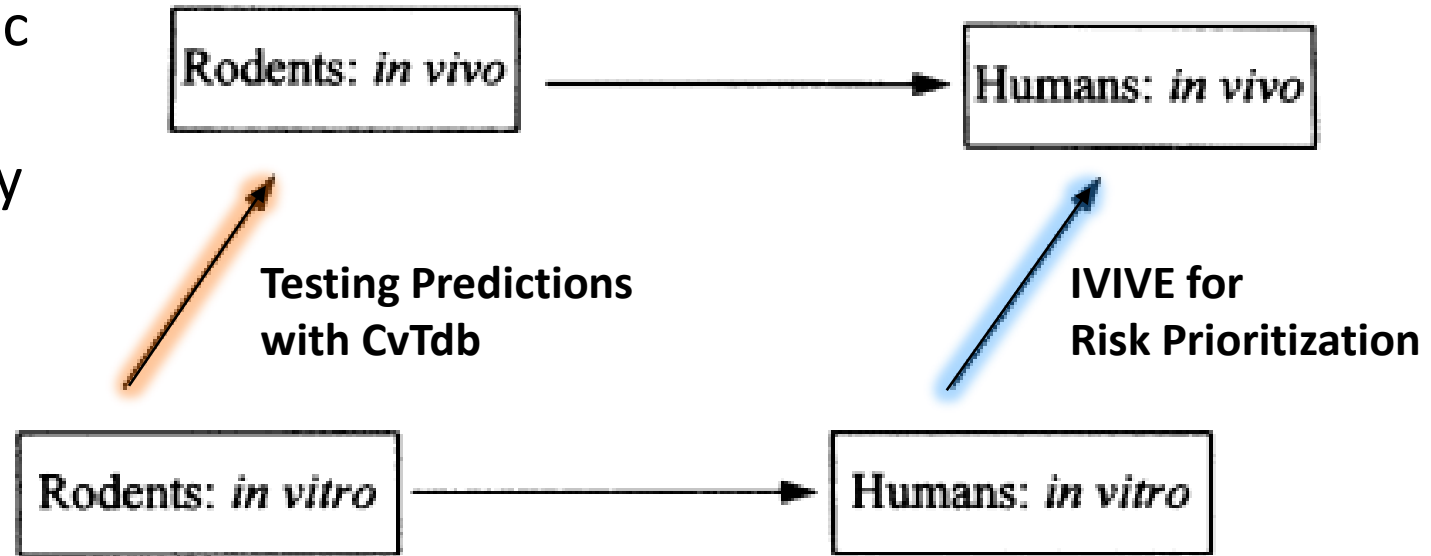 c
Rodents: in vivo
Humans: in vivo
y
Testing Predictions
with CvTdb
IVIVE for
Risk Prioritization
Rodents: in vitro
Humans: in vitro